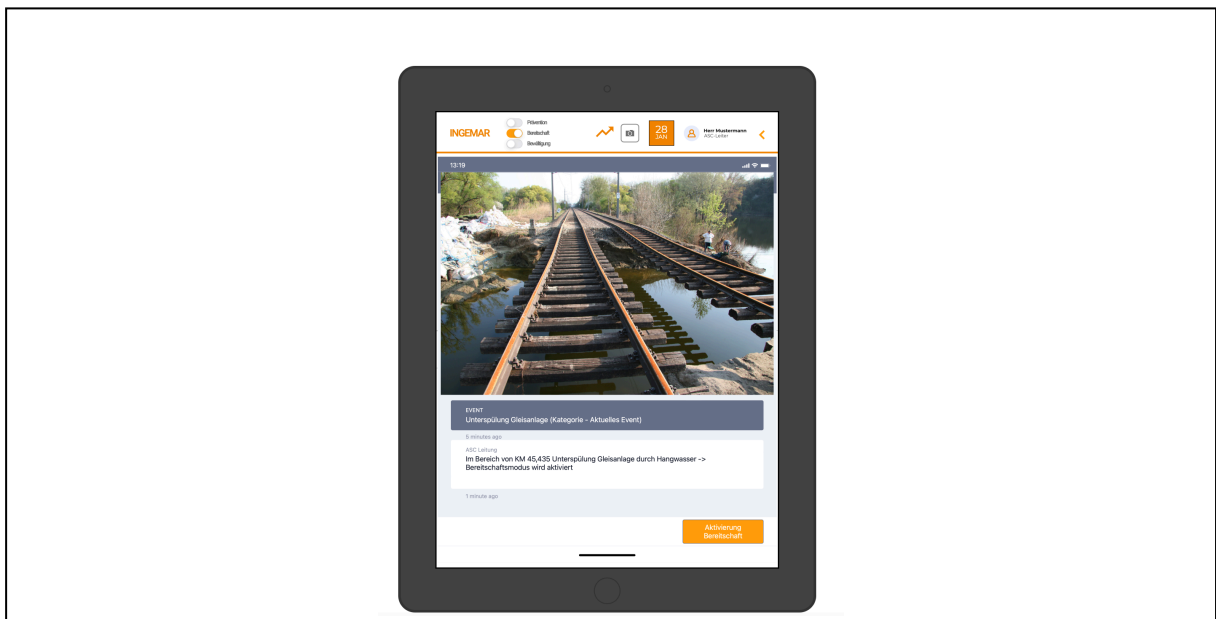 INGEMAR
Prävention
Bereitschaft
Bewältigung
28
JAN
Herr Mustermann
ASC-Leiter
13:19
EVENT
Unterspülung Gleisanlage (Kategorie - Aktuelles Event)
5 minutes ago
ASC Leitung
Im Bereich von KM 45,435 Unterspülung Gleisanlage durch Hangwasser ->
Bereitschaftsmodus wird aktiviert
1 minute ago
Aktivierung
Bereitschaft